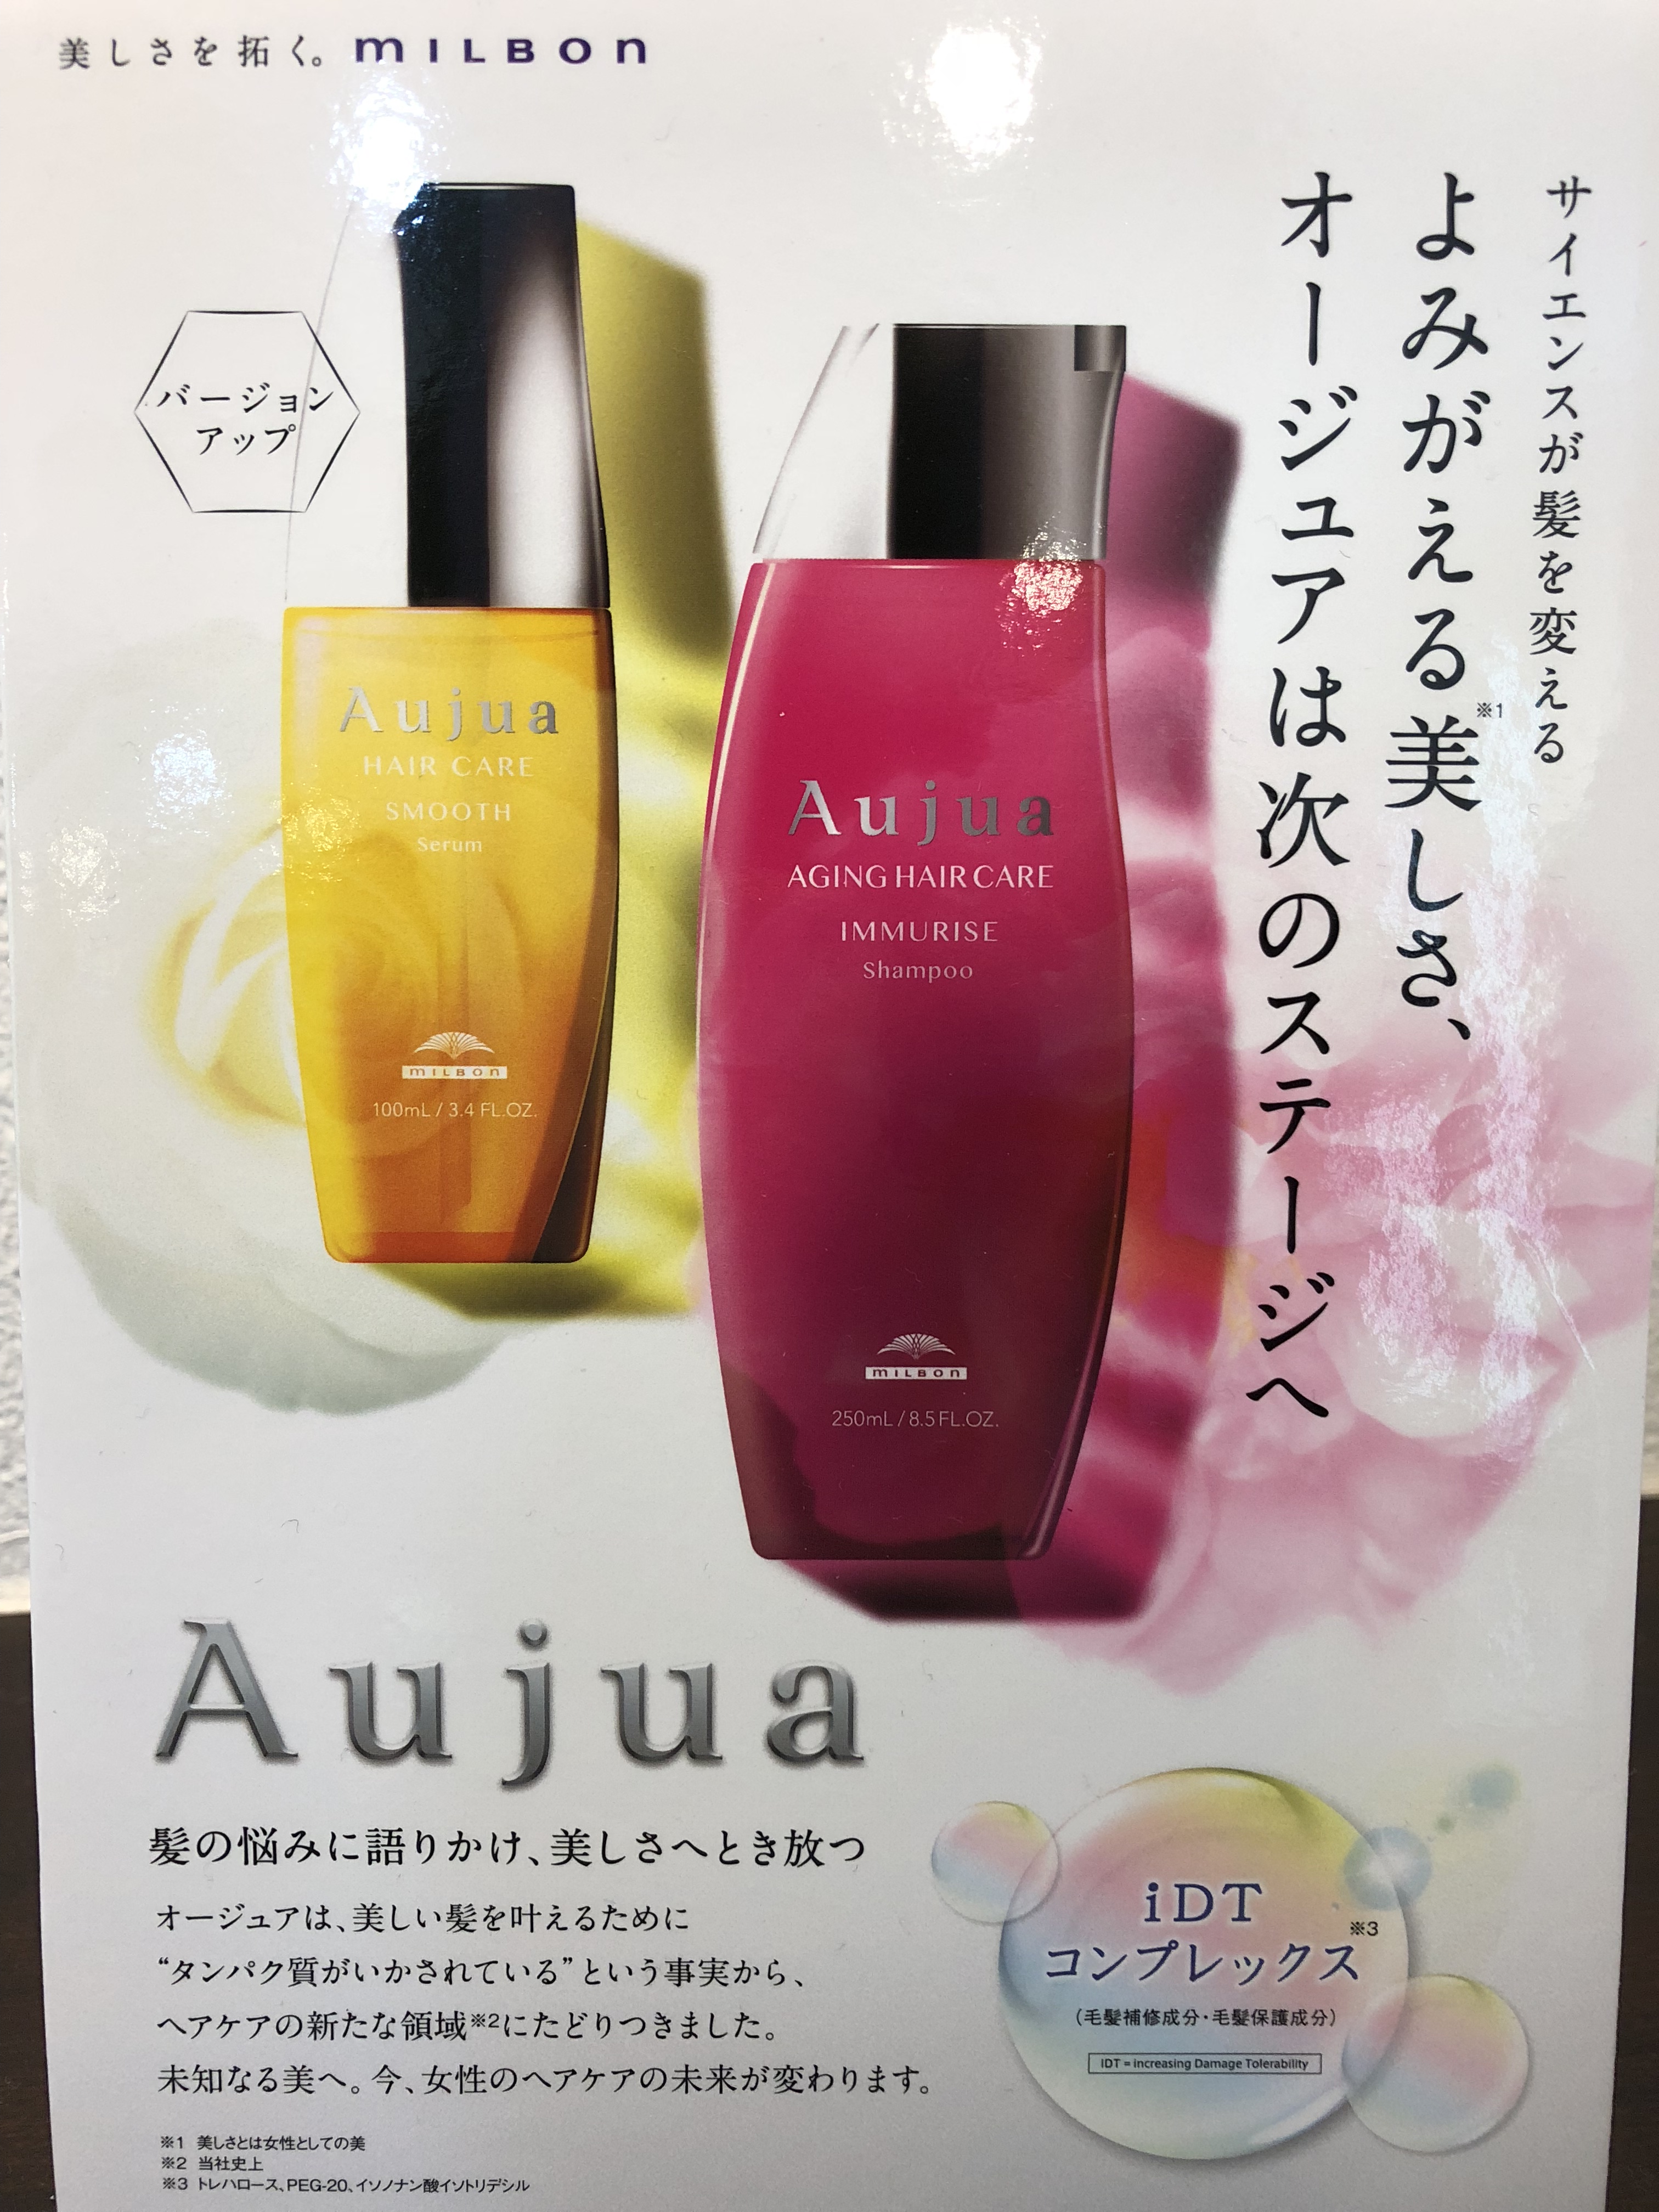 美しさを拓く。 MILBON
サイエンスが髪を変える
よみがえる美しさ、※1
オージュアは次のステージへ
バージョン
アップ
Aujua
HAIR CARE
SMOOTH
Serum
MILBON
100mL / 3.4 FL.OZ.
Aujua
AGING HAIR CARE
IMMURISE
Shampoo
MILBON
250mL / 8.5 FL.OZ.
Aujua
髪の悩みに語りかけ、美しさへとき放つ
オージュアは、美しい髪を叶えるために
“タンパク質がいかされている”という事実から、
ヘアケアの新たな領域※2にたどりつきました。
未知なる美へ。今、女性のヘアケアの未来が変わります。
iDT
コンプレックス※3
（毛髪補修成分・毛髪保護成分）
IDT = increasing Damage Tolerability
※1 美しさとは女性としての美
※2 当社史上
※3 トレハロース、PEG-20、イソノナン酸イソトリデシル